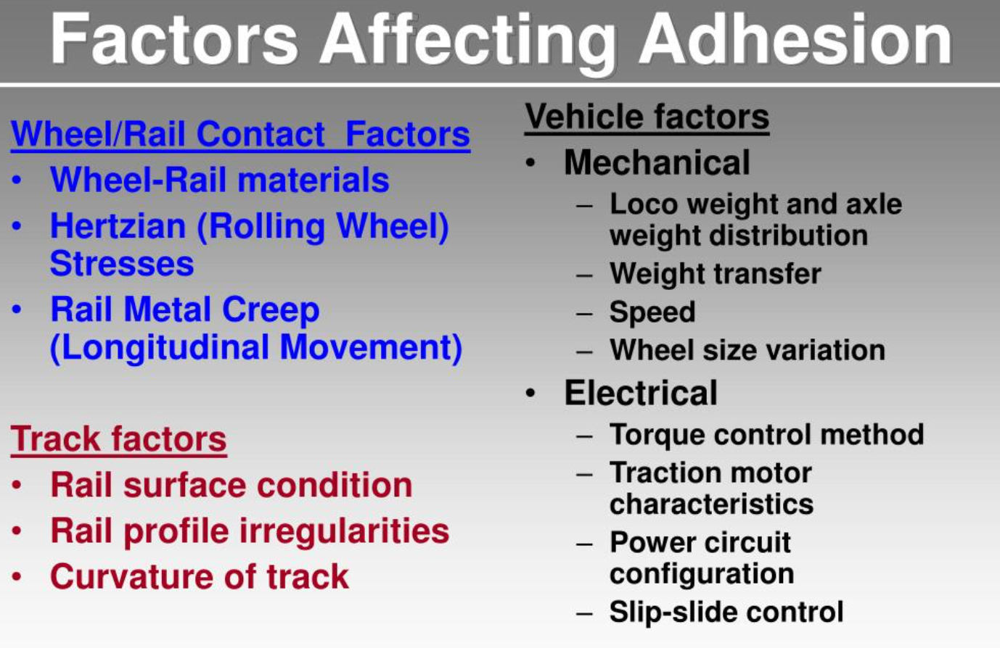 Factors Affecting Adhesion
Wheel/Rail Contact  Factors
• Wheel-Rail materials
• Hertzian (Rolling Wheel)
Stresses
• Rail Metal Creep
(Longitudinal Movement)
Track factors
• Rail surface condition
• Rail profile irregularities
• Curvature of track
Vehicle factors
• Mechanical
– Loco weight and axle
weight distribution
– Weight transfer
– Speed
– Wheel size variation
• Electrical
– Torque control method
– Traction motor
characteristics
– Power circuit
configuration
– Slip-slide control